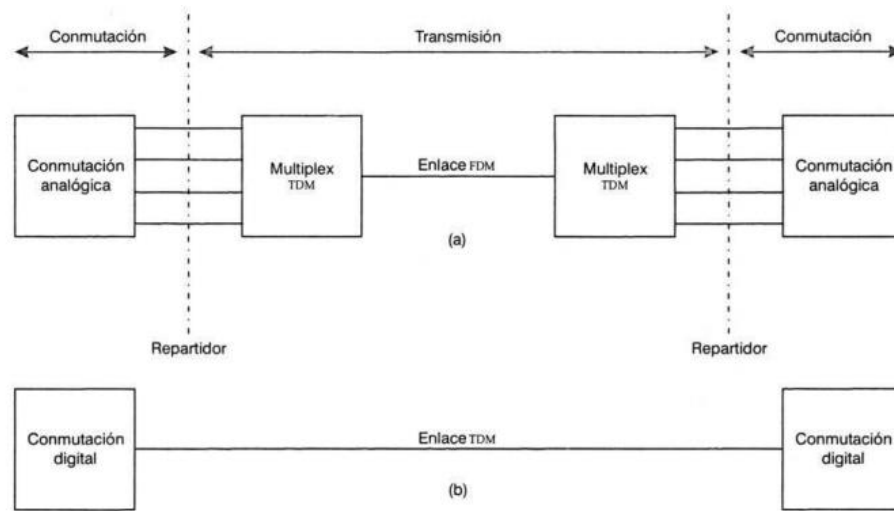 Conmutación
Transmisión
Conmutación
Conmutación
analógica
Multiplex
TDM
Enlace FDM
Multiplex
TDM
Conmutación
analógica
(a)
Repartidor
Repartidor
Conmutación
digital
Enlace TDM
Conmutación
digital
(b)